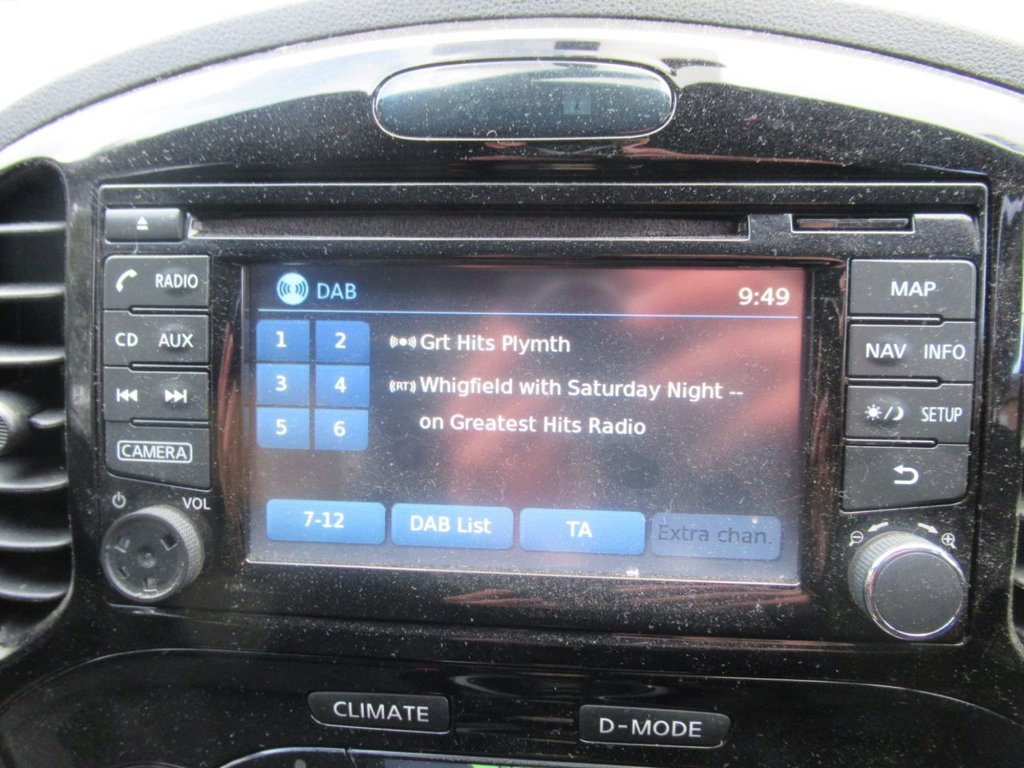 RADIO
CD AUX
CAMERA
VOL
DAB
9:49
1 2
3 4
5 6
((•)) Grt Hits Plymth
((RT)) Whigfield with Saturday Night --
on Greatest Hits Radio
7-12 DAB List TA Extra chan.
MAP
NAV INFO
SETUP
CLIMATE D-MODE